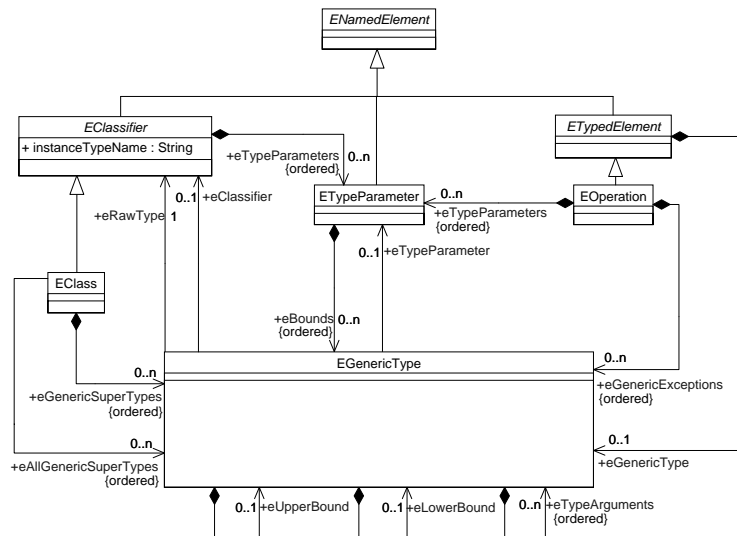 ENamedElement
EClassifier
+ instanceTypeName : String
ETypedElement
+eTypeParameters
{ordered}
0..n
+eRawType
1
0..1
+eClassifier
ETypeParameter
0..n
+eTypeParameters
{ordered}
EOperation
0..1
+eTypeParameter
EClass
+eBounds
{ordered}
0..n
EGenericType
0..n
+eGenericSuperTypes
{ordered}
0..n
+eGenericExceptions
{ordered}
0..n
+eAllGenericSuperTypes
{ordered}
0..1
+eGenericType
0..1
+eUpperBound
0..1
+eLowerBound
0..n
+eTypeArguments
{ordered}